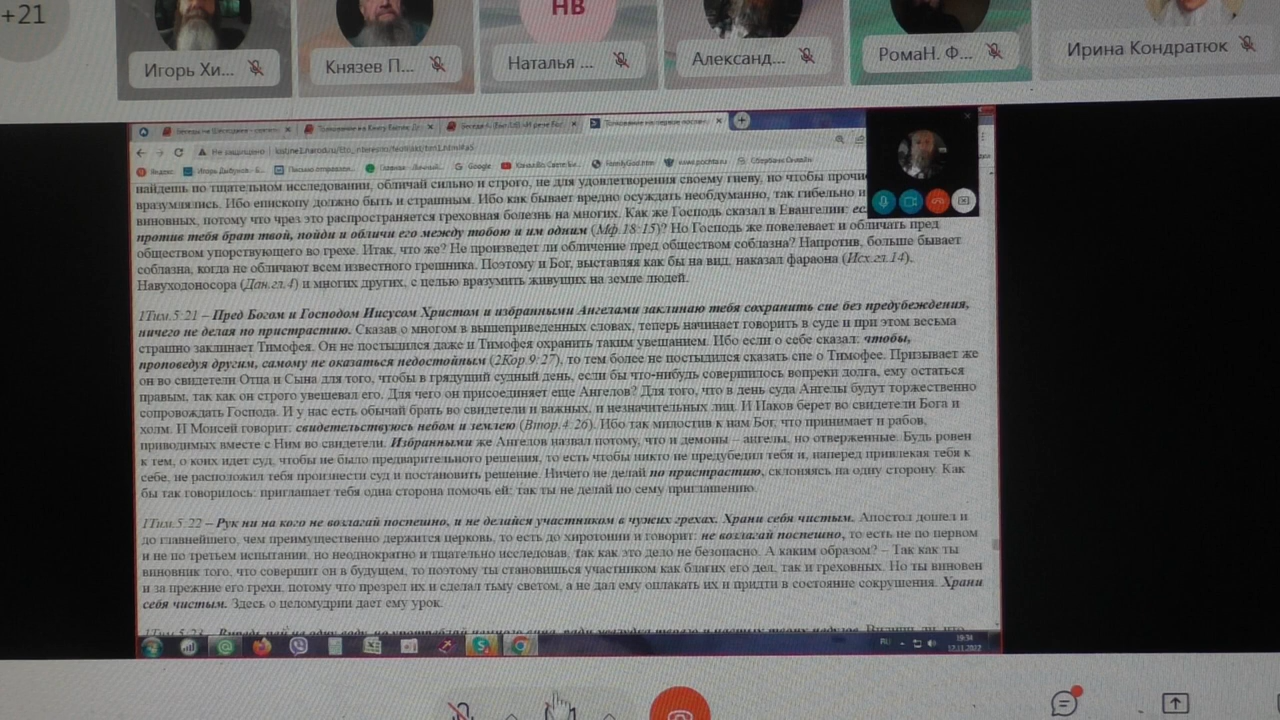 +21
НВ
Игорь Хи...
Князев П...
Наталья ...
Александ...
РомаН. Ф...
Ирина Кондратюк
Не защищено
Яндекс
Google
FamilyGod.htm
www.pochta.ru
Сбербанк Онлайн
найдешь по тщательном исследовании, обличай сильно и строго, не для удовлетворения своему гневу, но чтобы прочие
вразумлялись. Ибо епископу должно быть и страшным. Ибо как бывает вредно осуждать необдуманно, так гибельно и
виновных, потому что чрез это распространяется греховная болезнь на многих. Как же Господь сказал в Евангелии:
против тебя брат твой, пойди и обличи его между тобою и им одним (Мф.18:15)? Но Господь же повелевает и обличать пред
обществом упорствующего во грехе. Итак, что же? Не произведет ли обличение пред обществом соблазна? Напротив, больше бывает
соблазна, когда не обличают всем известного грешника. Поэтому и Бог, выставляя как бы на вид, наказал фараона (Исх.гл.14),
Навуходоносора (Дан.гл.4) и многих других, с целью вразумить живущих на земле людей.
1Тим.5:21 – Пред Богом и Господом Иисусом Христом и избранными Ангелами заклинаю тебя сохранить сие без предубеждения,
ничего не делая по пристрастию. Сказав о многом в вышеприведенных словах, теперь начинает говорить о суде и при этом весьма
страшно заклинает Тимофея. Он не постыдился даже и Тимофея охранить таким увещанием. Ибо если о себе сказал: чтобы,
проповедуя другим, самому не оказаться недостойным (2Кор.9:27), то тем более не постыдился сказать сие о Тимофее. Призывает же
он во свидетели Отца и Сына для того, чтобы в грядущий судный день, если бы что-нибудь совершилось вопреки долга, ему остаться
правым, так как он строго увещевал его. Для чего он присоединяет еще Ангелов? Для того, что в день суда Ангелы будут торжественно
сопровождать Господа. И у нас есть обычай брать во свидетели и важных, и незначительных лиц. И Иаков берет во свидетели Бога и
холм. И Моисей говорит: свидетельствуюсь небом и землею (Втор.4:26). Ибо так милостив к нам Бог, что принимает и рабов,
приводимых вместе с Ним во свидетели. Избранными же Ангелов назвал потому, что и демоны – ангелы, но отверженные. Будь ровен
к тем, о коих идет суд, чтобы не было предварительного решения, то есть чтобы никто не предубедил тебя и, наперед привлекая тебя к
себе, не расположил тебя произнести суд и постановить решение. Ничего не делай по пристрастию, склоняясь на одну сторону. Как
бы так говорилось: приглашает тебя одна сторона помочь ей: так ты не делай по сему приглашению.
1Тим.5:22 – Рук ни на кого не возлагай поспешно, и не делайся участником в чужих грехах. Храни себя чистым. Апостол дошел и
до главнейшего, чем преимущественно держится церковь, то есть до хиротонии и говорит: не возлагай поспешно, то есть не по первом
и не по третьем испытании, но неоднократно и тщательно исследовав, так как это дело не безопасно. А каким образом? – Так как ты
виновник того, что совершит он в будущем, то поэтому ты становишься участником как благих его дел, так и греховных. Но ты виновен
и за прежние его грехи, потому что презрел их и сделал тьму светом, а не дал ему оплакать их и придти в состояние сокрушения. Храни
себя чистым. Здесь о целомудрии дает ему урок.
RU
19:34
12.11.2022